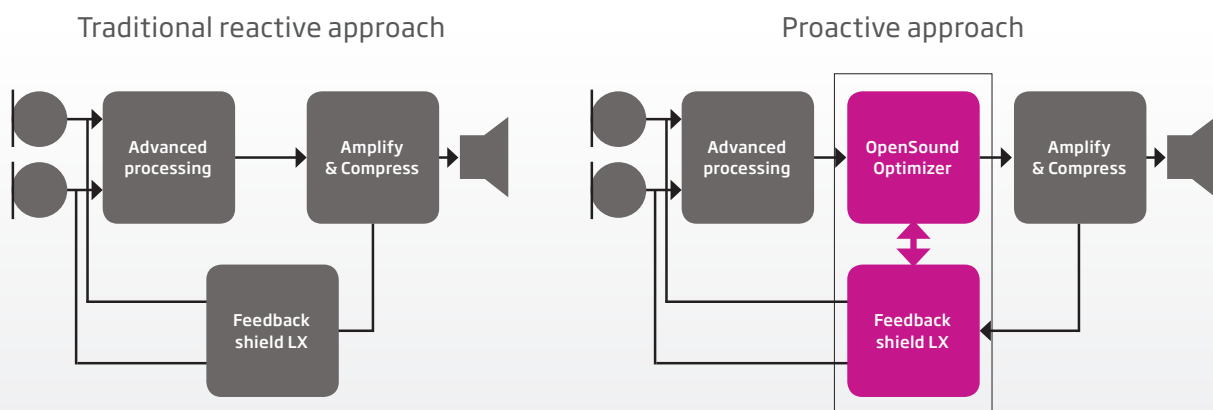 Traditional reactive approach
Advanced
processing
Amplify
& Compress
Feedback
shield LX
Proactive approach
Advanced
processing
OpenSound
Optimizer
Amplify
& Compress
Feedback
shield LX